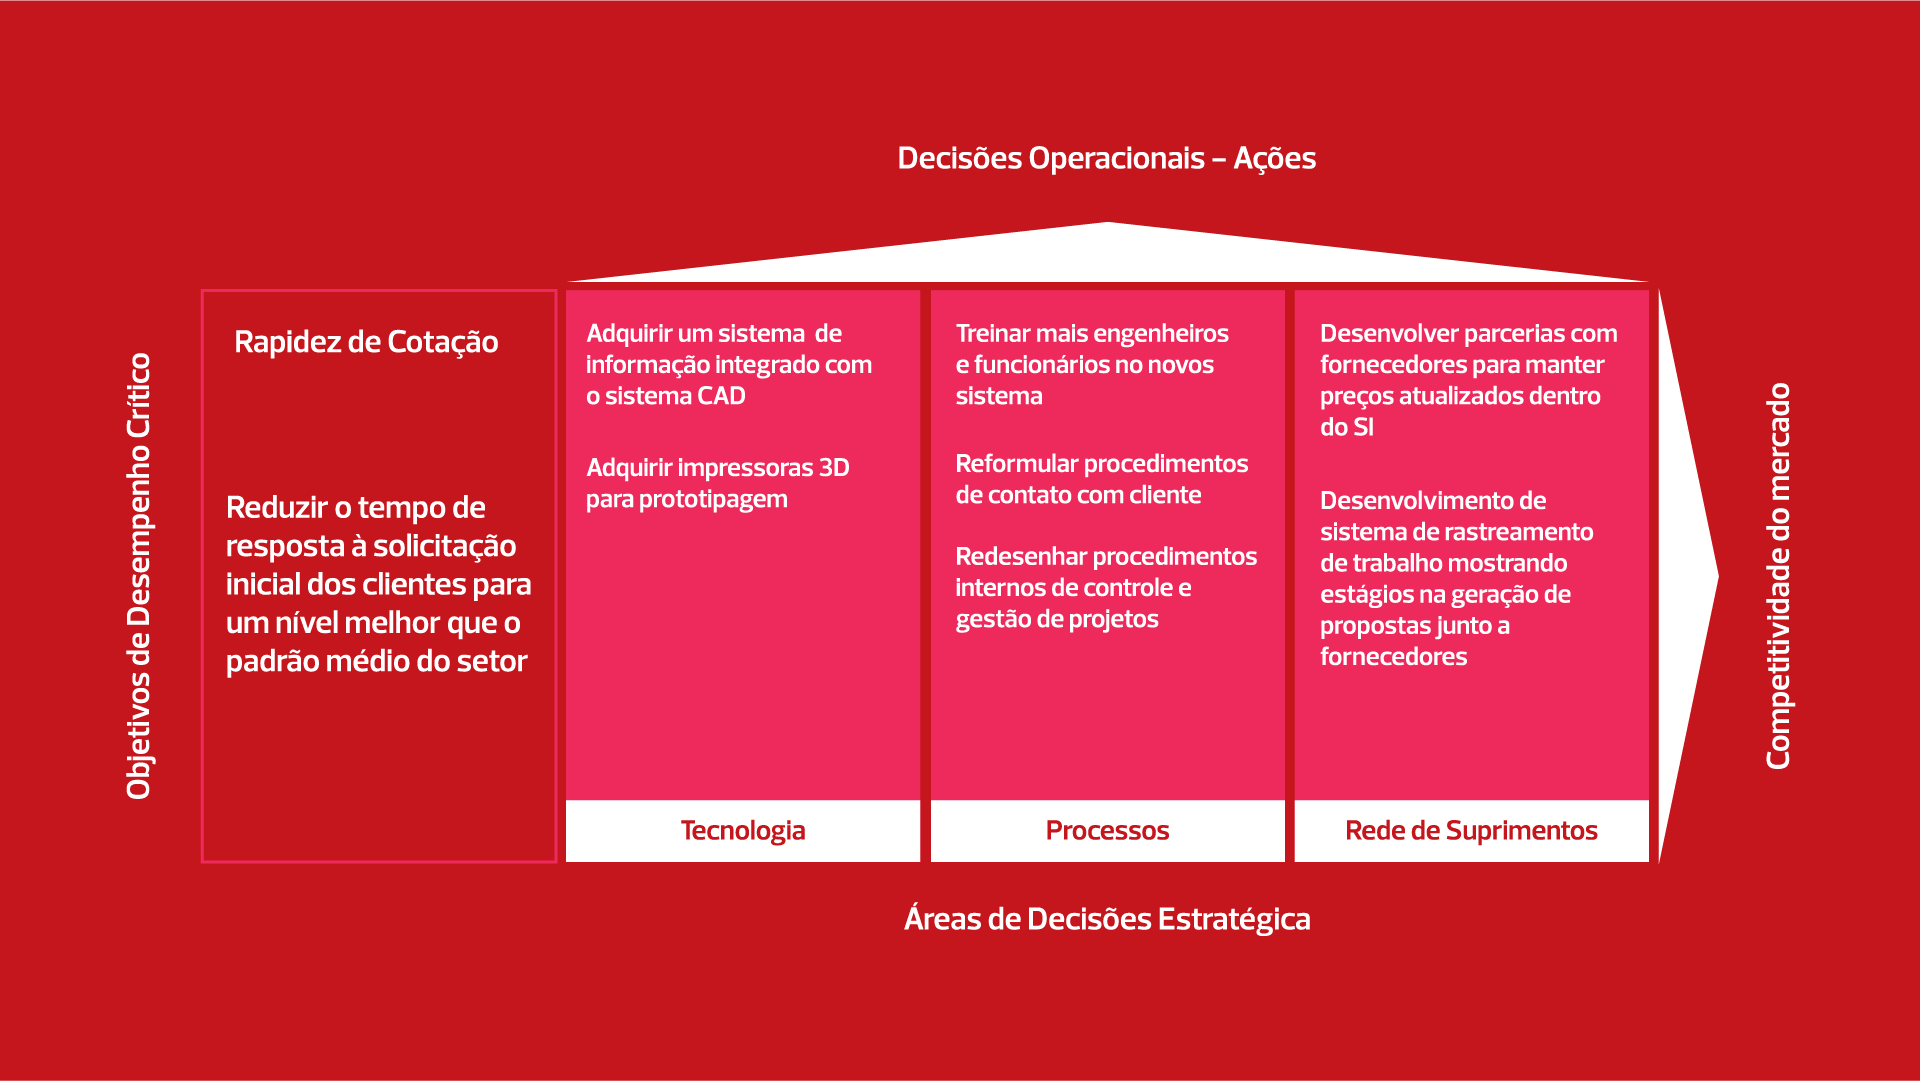 Decisões Operacionais – Ações
Objetivos de Desempenho Crítico
Rapidez de Cotação
Reduzir o tempo de
resposta à solicitação
inicial dos clientes para
um nível melhor que o
padrão médio do setor
Adquirir um sistema de
informação integrado com
o sistema CAD
Adquirir impressoras 3D
para prototipagem
Tecnologia
Treinar mais engenheiros
e funcionários no novos
sistema
Reformular procedimentos
de contato com cliente
Redesenhar procedimentos
internos de controle e
gestão de projetos
Processos
Desenvolver parcerias com
fornecedores para manter
preços atualizados dentro
do SI
Desenvolvimento de
sistema de rastreamento
de trabalho mostrando
estágios na geração de
propostas junto a
fornecedores
Rede de Suprimentos
Competitividade do mercado
Áreas de Decisões Estratégica